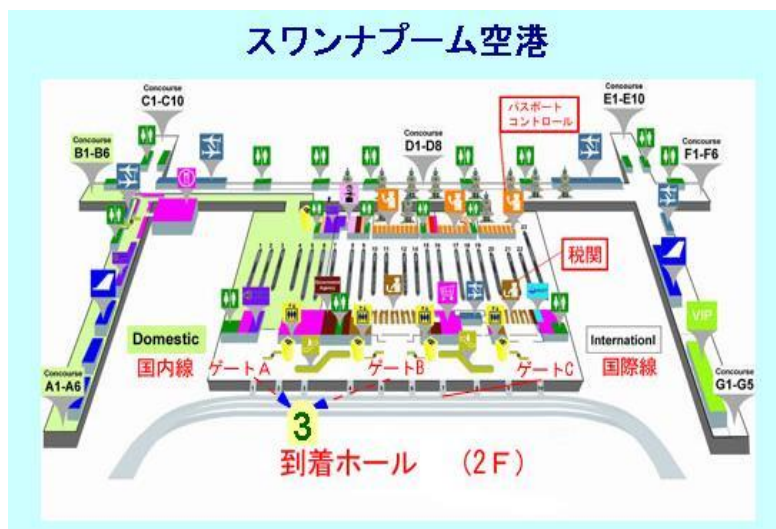 スワンナプーム空港
Concourse
C1-C10
Concourse
E1-E10
パスポート
コントロール
Concourse
B1-B6
Concourse
D1-D8
Concourse
F1-F6
税関
VIP
Domestic
国内線
Internationl
国際線
ゲートA
ゲートB
ゲートC
Concourse
A1-A6
Concourse
G1-G5
3
到着ホール (2F)